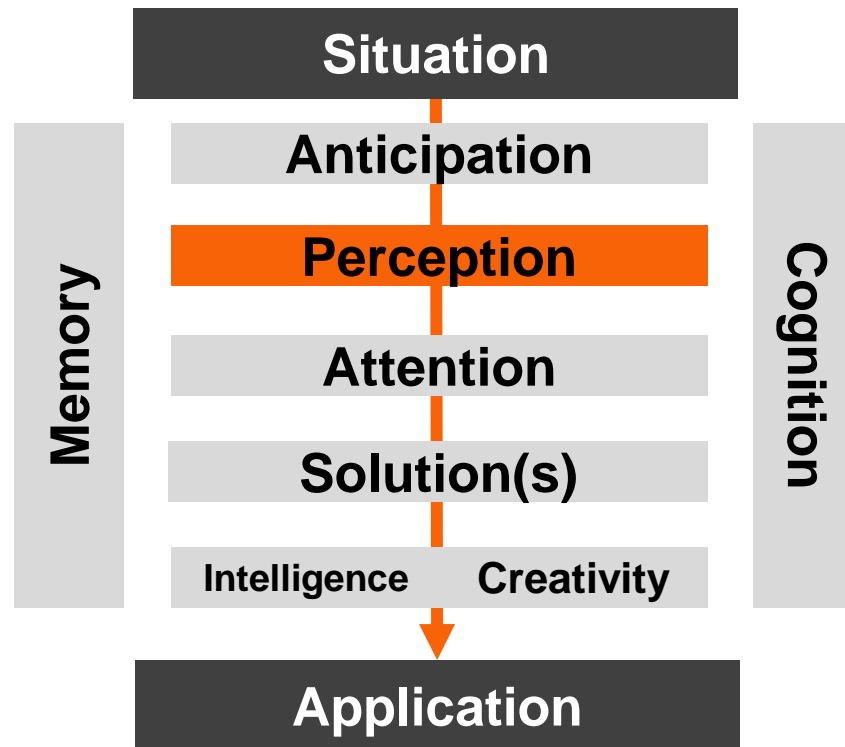 Situation
Anticipation
Perception
Memory
Cognition
Attention
Solution(s)
Intelligence Creativity
Application